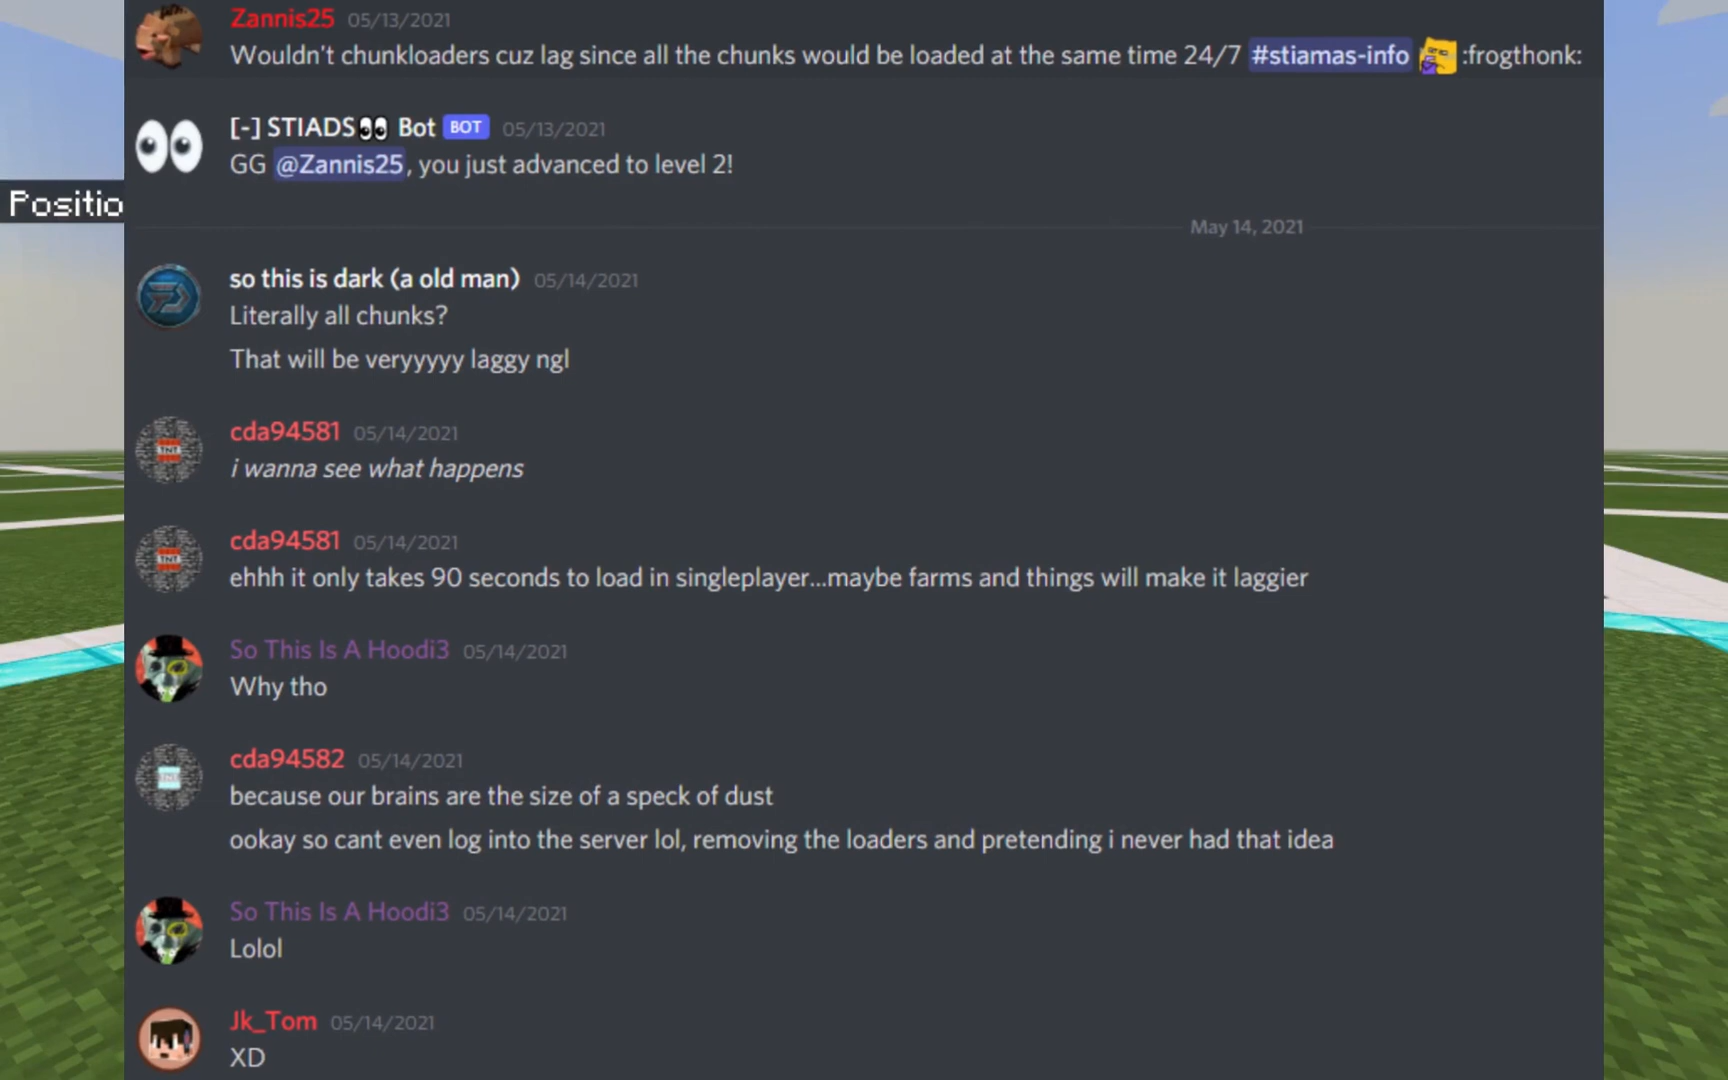 Zannis25 05/13/2021
Wouldn't chunkloaders cuz lag since all the chunks would be loaded at the same time 24/7 #stiamas-info :frogthonk:
[-] STIADS👀 Bot BOT 05/13/2021
GG @Zannis25, you just advanced to level 2!
Positio
May 14, 2021
so this is dark (a old man) 05/14/2021
Literally all chunks?
That will be veryyyyy laggy ngl
cda94581 05/14/2021
TNT
i wanna see what happens
cda94581 05/14/2021
TNT
ehhh it only takes 90 seconds to load in singleplayer...maybe farms and things will make it laggier
So This Is A Hoodi3 05/14/2021
Why tho
cda94582 05/14/2021
because our brains are the size of a speck of dust
ookay so cant even log into the server lol, removing the loaders and pretending i never had that idea
So This Is A Hoodi3 05/14/2021
Lolol
Jk_Tom 05/14/2021
XD